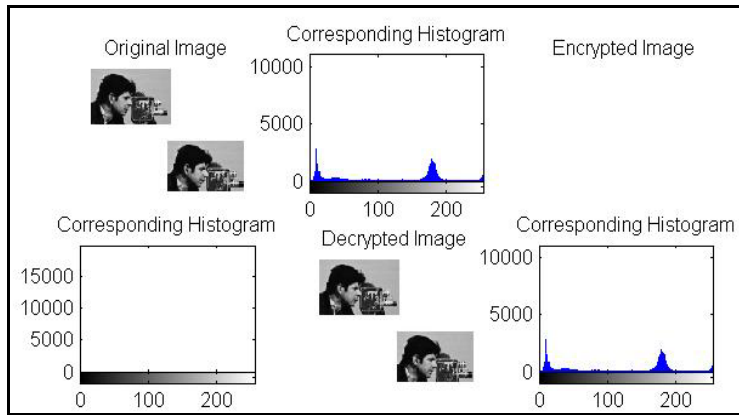 Original Image
Corresponding Histogram
10000
5000
0
0 100 200
Encrypted Image
Corresponding Histogram
15000
10000
5000
0
0 100 200
Decrypted Image
Corresponding Histogram
10000
5000
0
0 100 200